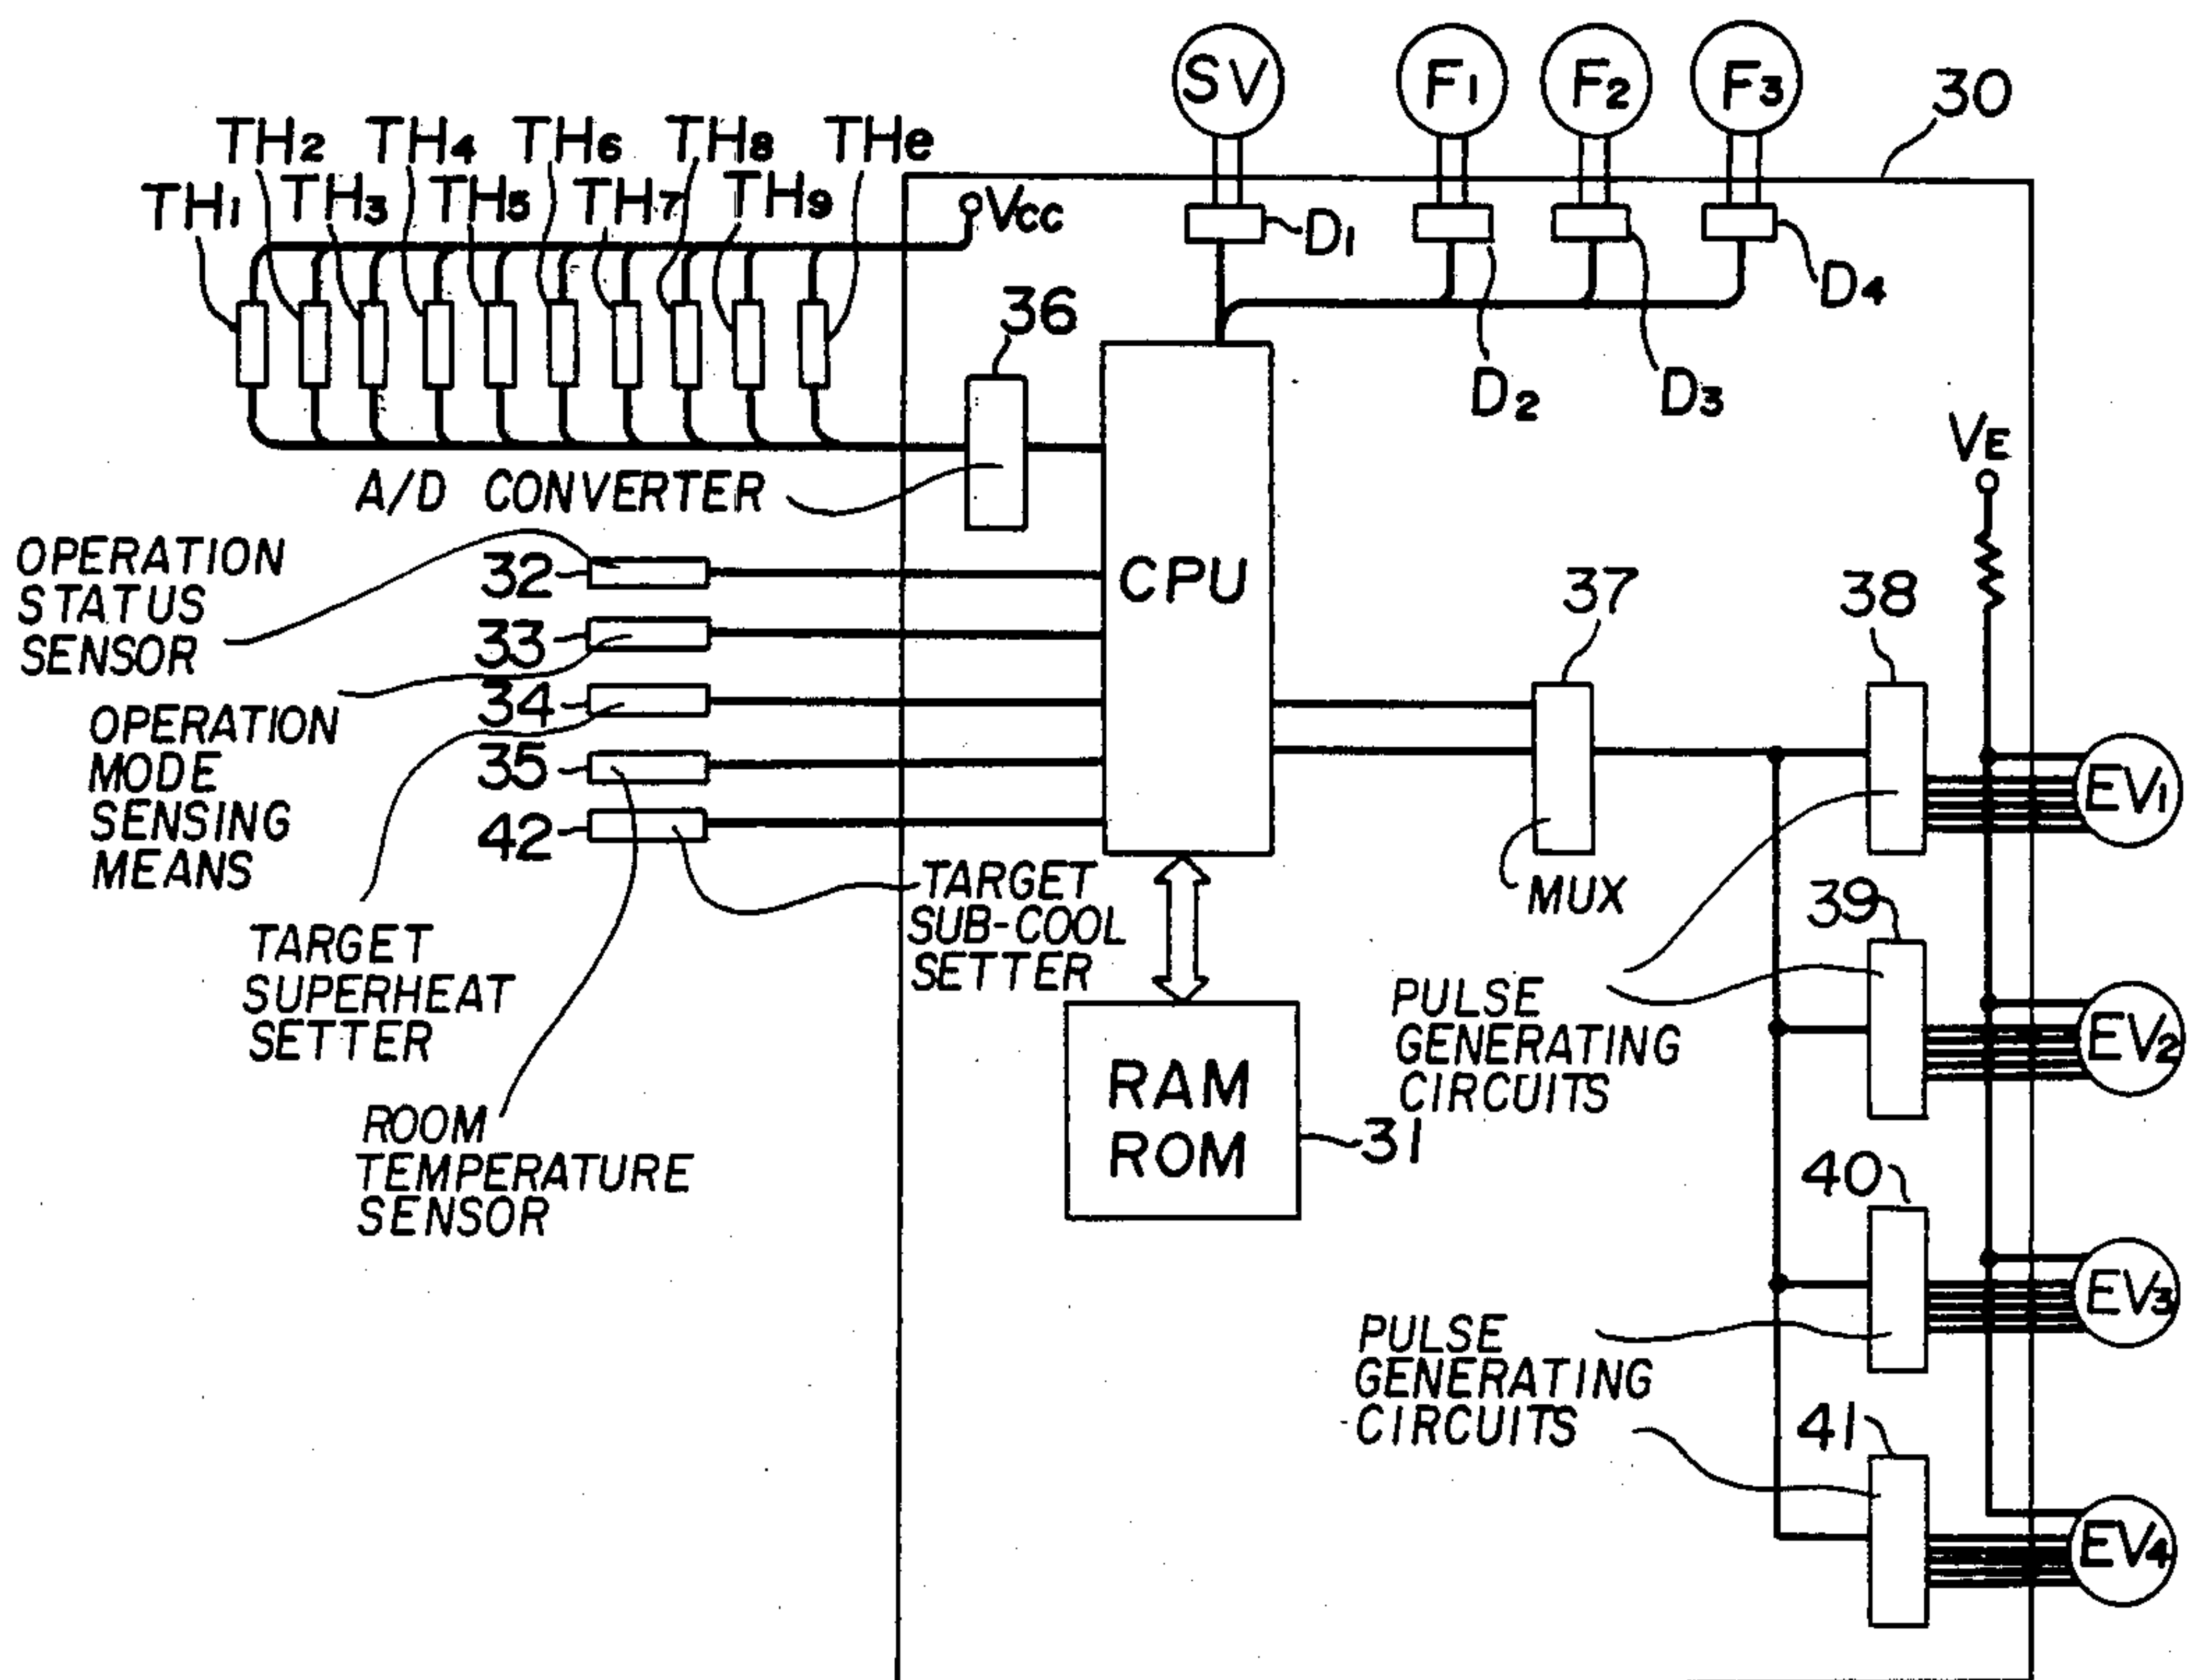 SV
F1
F2
F3
30
TH2
TH4
TH6
TH8
THe
TH1
TH3
TH5
TH7
TH9
Vcc
D1
D4
36
D2
D3
VE
A/D CONVERTER
OPERATION
STATUS
SENSOR
32
CPU
37
38
33
OPERATION
MODE
SENSING
MEANS
34
35
42
EV1
TARGET
SUB-COOL
SETTER
MUX
39
TARGET
SUPERHEAT
SETTER
PULSE
GENERATING
CIRCUITS
EV2
RAM
ROM
31
ROOM
TEMPERATURE
SENSOR
40
EV3
PULSE
GENERATING
CIRCUITS
41
EV4